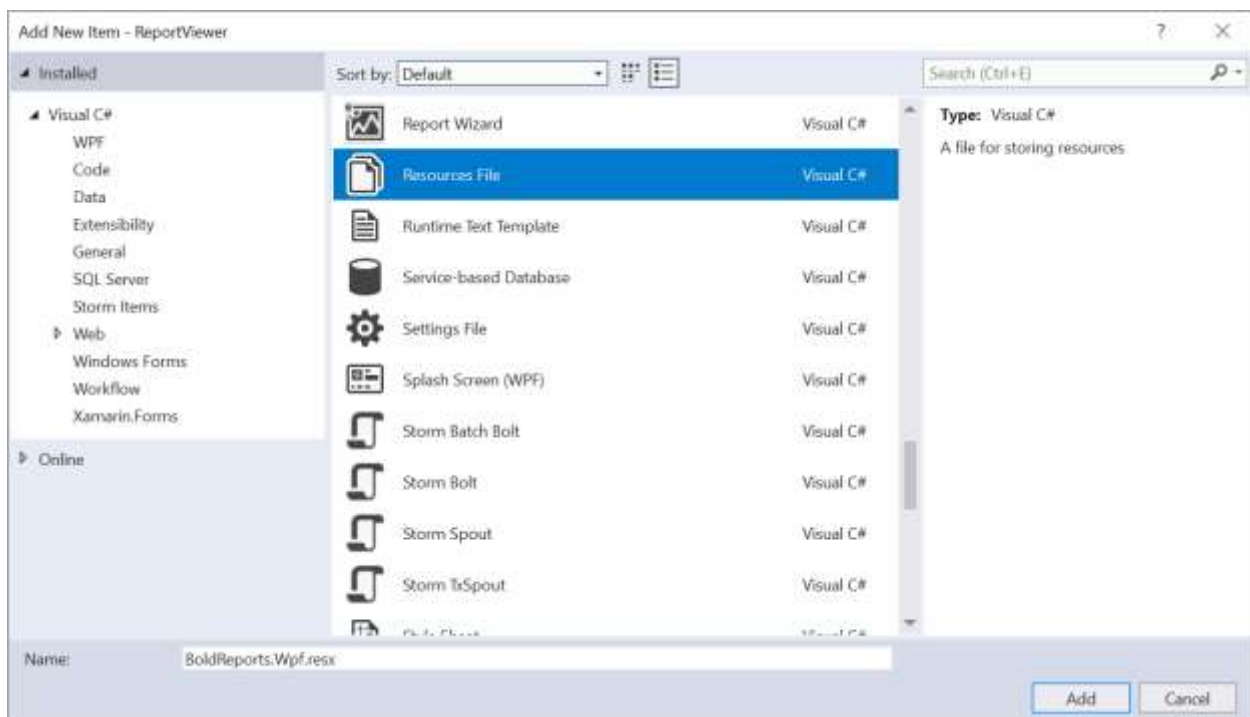 Add New Item - ReportViewer
?
Installed
Sort by: Default
Search (Ctrl+E)
Visual C#
WPF
Code
Data
Extensibility
General
SQL Server
Storm Items
Web
Windows Forms
Workflow
Xamarin.Forms
Online
Report Wizard Visual C#
Resources File Visual C#
Runtime Text Template Visual C#
Service-based Database Visual C#
Settings File Visual C#
Splash Screen (WPF) Visual C#
Storm Batch Bolt Visual C#
Storm Bolt Visual C#
Storm Spout Visual C#
Storm TxSpout Visual C#
Style Sheet Visual C#
Type: Visual C#
A file for storing resources
Name: BoldReports.Wpf.resx
Add Cancel